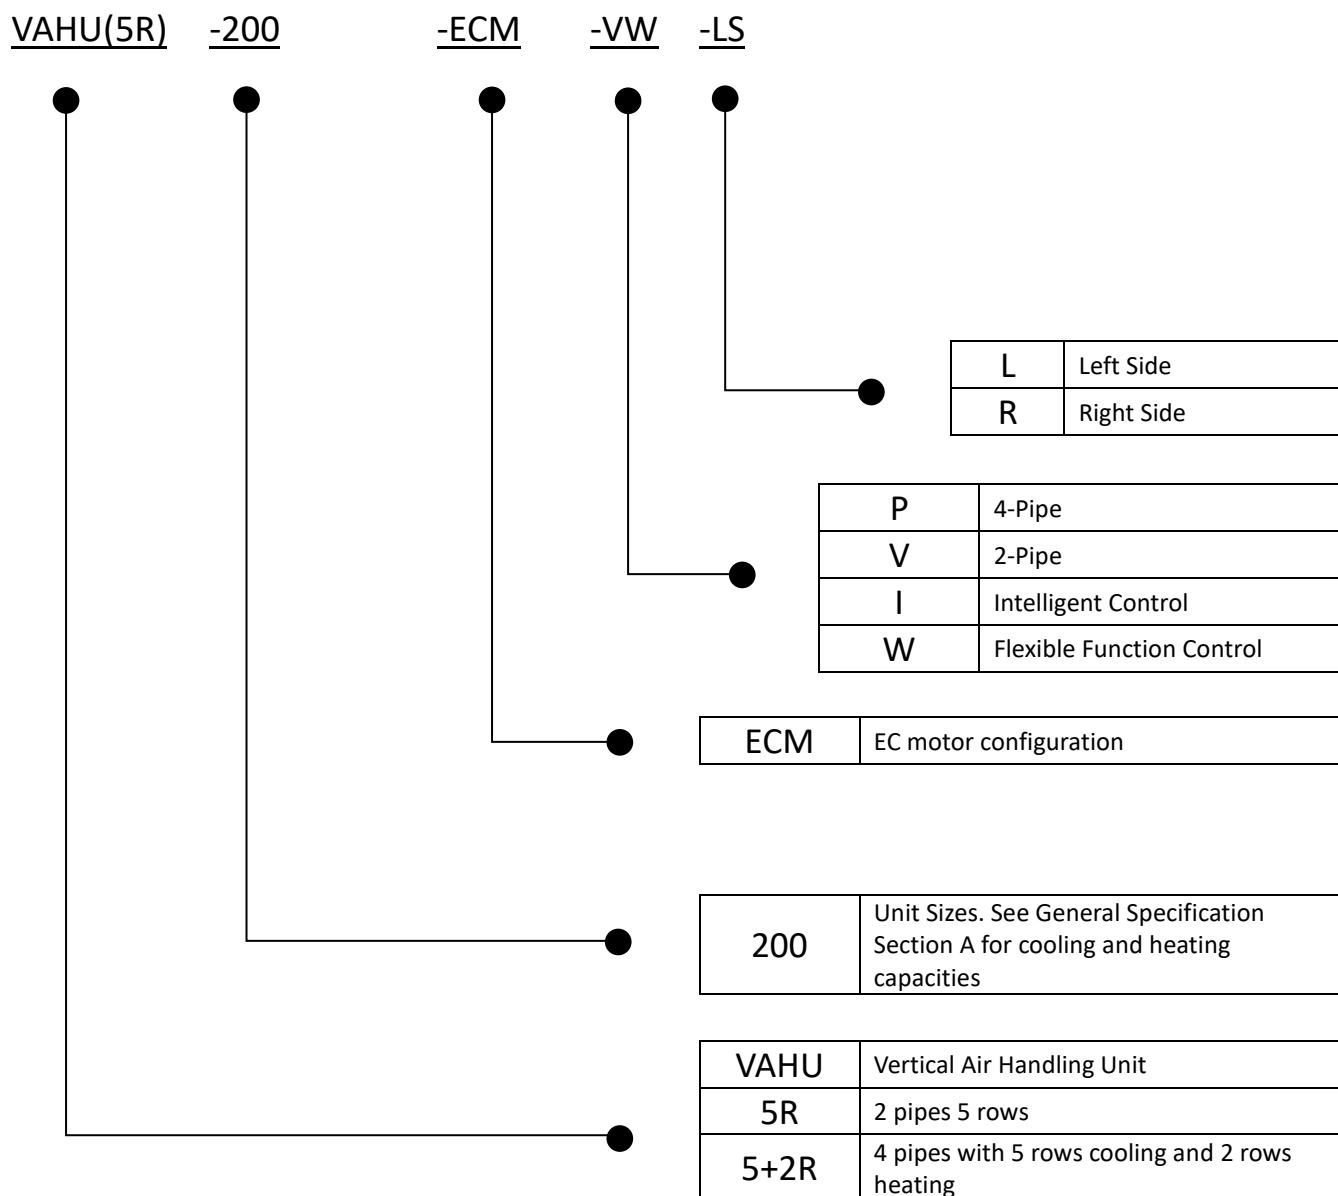 VAHU(5R) -200 -ECM -VW -LS
L Left Side
R Right Side
P 4-Pipe
V 2-Pipe
I Intelligent Control
W Flexible Function Control
ECM EC motor configuration
200 Unit Sizes. See General Specification
Section A for cooling and heating
capacities
VAHU Vertical Air Handling Unit
5R 2 pipes 5 rows
5+2R 4 pipes with 5 rows cooling and 2 rows
heating